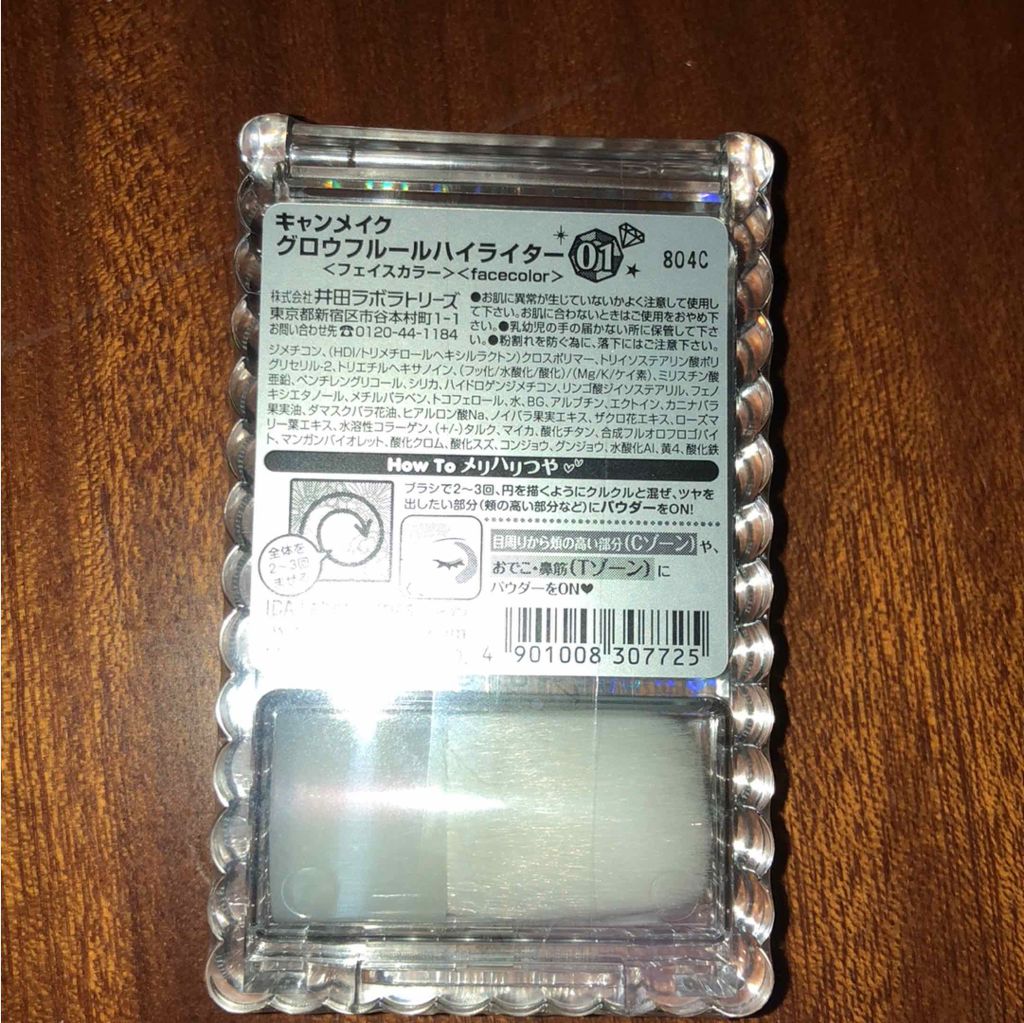 キャンメイク
グロウフルールハイライター 01 804C
<フェイスカラー><facecolor>
株式会社 井田ラボラトリーズ
東京都新宿区市谷本村町1-1
お問い合わせ先 ☎0120-44-1184
●お肌に異常が生じていないかよく注意して使用し
て下さい。お肌に合わないときはご使用をおやめ下
さい。●乳幼児の手の届かない所に保管して下さ
い。●粉割れを防ぐ為に、落下にはご注意下さい。
ジメチコン、(HDI/トリメチロールヘキシルラクトン)クロスポリマー、トリイソステアリン酸ポリ
グリセリル-2、トリエチルヘキサノイン、(フッ化/水酸化/酸化)/(Mg/K/ケイ素)、ミリスチン酸
亜鉛、ペンチレングリコール、シリカ、ハイドロゲンジメチコン、リンゴ酸ジイソステアリル、フェノ
キシエタノール、メチルパラベン、トコフェロール、水、BG、アルブチン、エクトイン、カニナバラ
果実油、ダマスクバラ花油、ヒアルロン酸Na、ノイバラ果実エキス、ザクロ花エキス、ローズマ
リー葉エキス、水溶性コラーゲン、(+/-)タルク、マイカ、酸化チタン、合成フルオロフロゴパイ
ト、マンガンバイオレット、酸化クロム、酸化スズ、コンジョウ、グンジョウ、水酸化Al、黄4、酸化鉄
How To メリハリつや
ブラシで2〜3回、円を描くようにクルクルと混ぜ、ツヤを
出したい部分(頬の高い部分など)にパウダーをON!
全体を
2〜3回
まぜる
目周りから頬の高い部分(Cゾーン)や、
おでこ・鼻筋(Tゾーン)に
パウダーをON♥
IDA
4 901008 307725